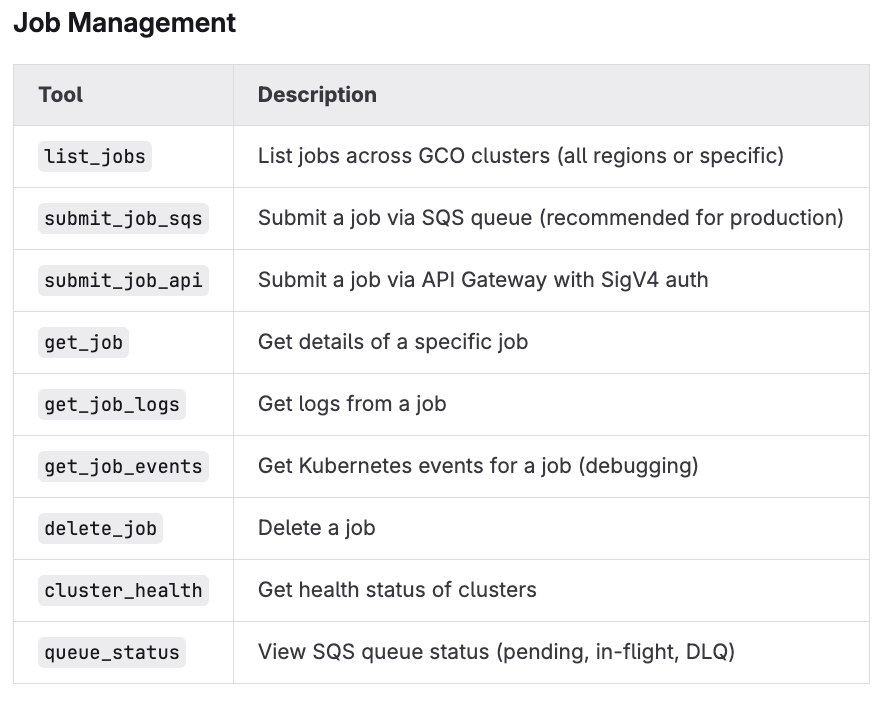 Job Management
Tool Description
list_jobs List jobs across GCO clusters (all regions or specific)
submit_job_sqs Submit a job via SQS queue (recommended for production)
submit_job_api Submit a job via API Gateway with SigV4 auth
get_job Get details of a specific job
get_job_logs Get logs from a job
get_job_events Get Kubernetes events for a job (debugging)
delete_job Delete a job
cluster_health Get health status of clusters
queue_status View SQS queue status (pending, in-flight, DLQ)